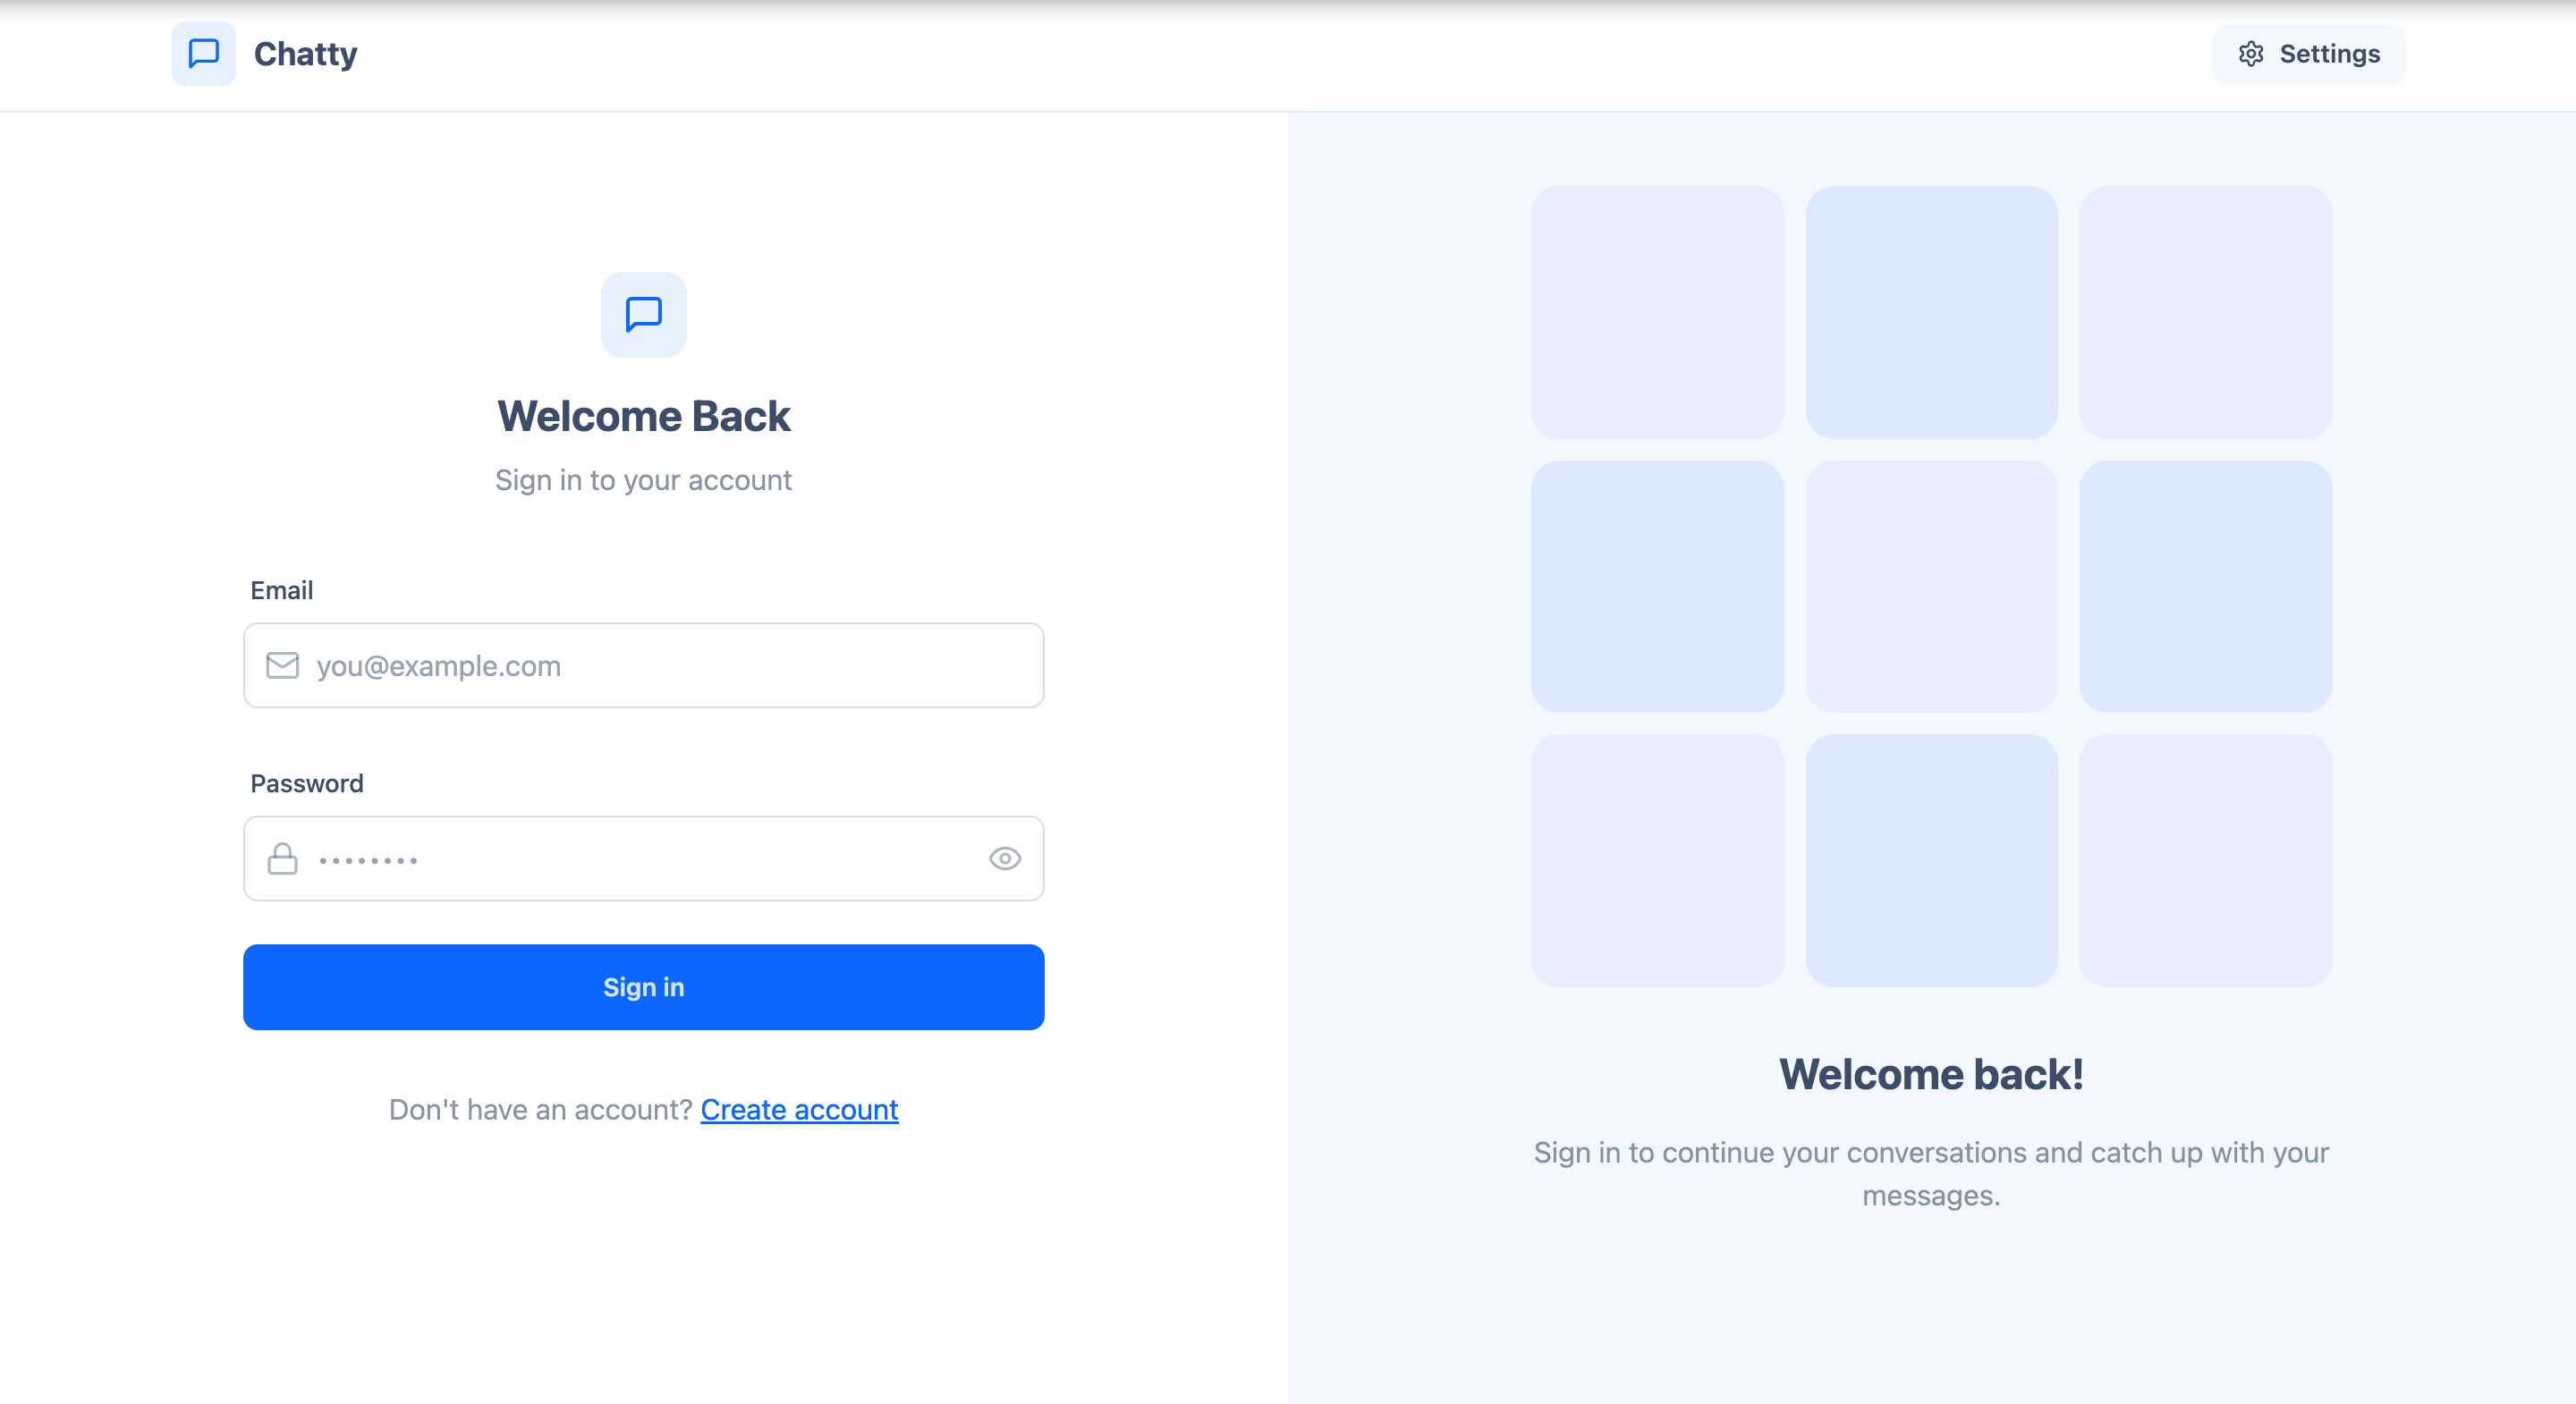 Chatty
Settings
Welcome Back
Sign in to your account
Email
you@example.com
Password
••••••••
Sign in
Don't have an account? Create account
Welcome back!
Sign in to continue your conversations and catch up with your
messages.